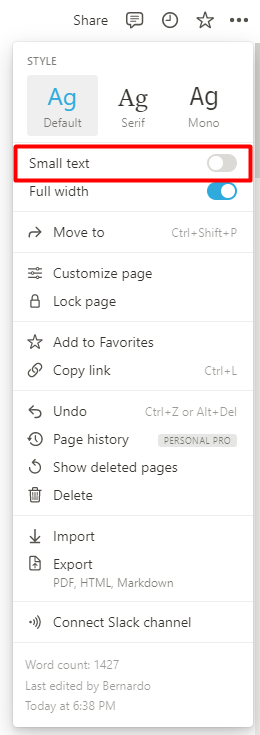 Share
STYLE
Ag Ag Ag
Default Serif Mono
Small text
Full width
Move to Ctrl+Shift+P
Customize page
Lock page
Add to Favorites
Copy link Ctrl+L
Undo Ctrl+Z or Alt+Del
Page history PERSONAL PRO
Show deleted pages
Delete
Import
Export
PDF, HTML, Markdown
Connect Slack channel
Word count: 1427
Last edited by Bernardo
Today at 6:38 PM